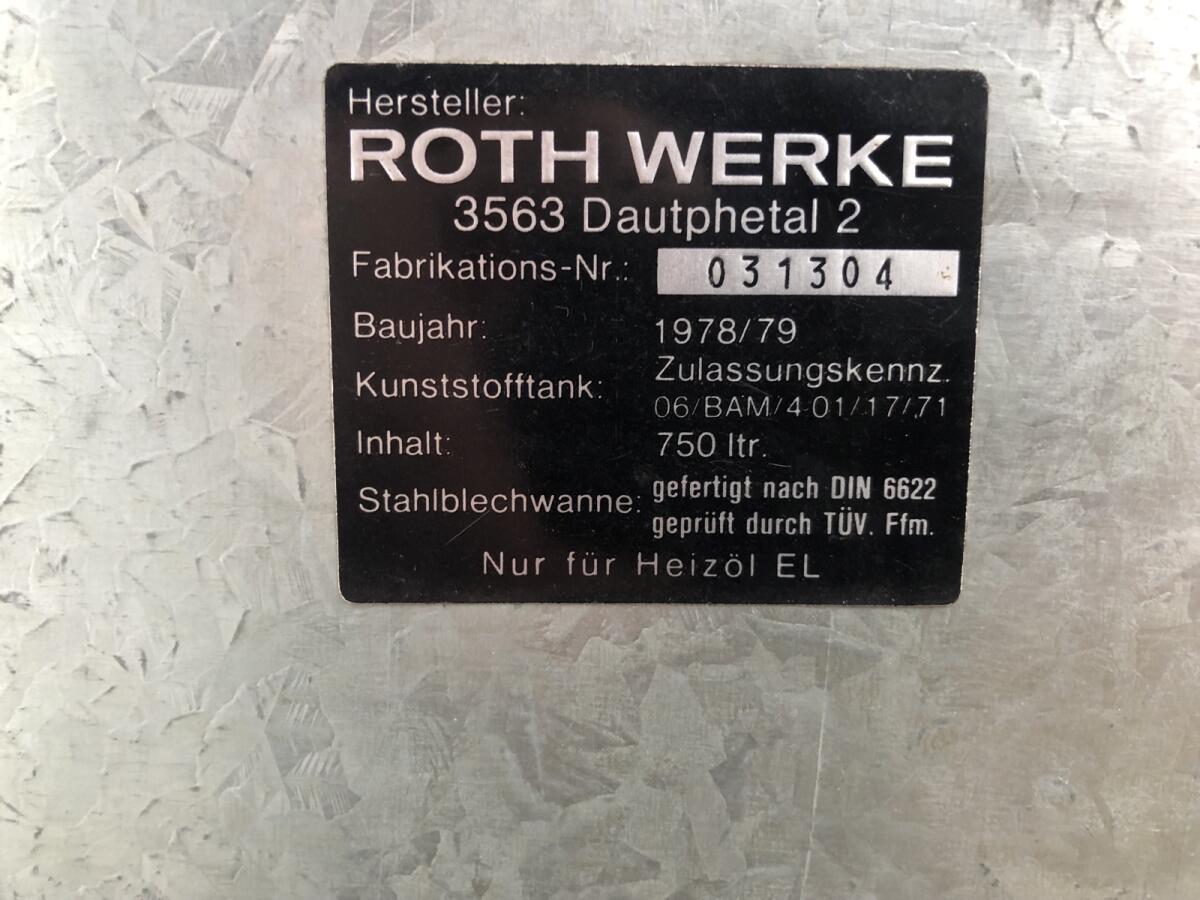 Hersteller:
ROTH WERKE
3563 Dautphetal 2
Fabrikations-Nr.: 031304
Baujahr: 1978/79
Kunststofftank: Zulassungskennz.
06/BAM/4.01/17/71
Inhalt: 750 ltr.
Stahlblechwanne: gefertigt nach DIN 6622
geprüft durch TÜV. Ffm.
Nur für Heizöl EL